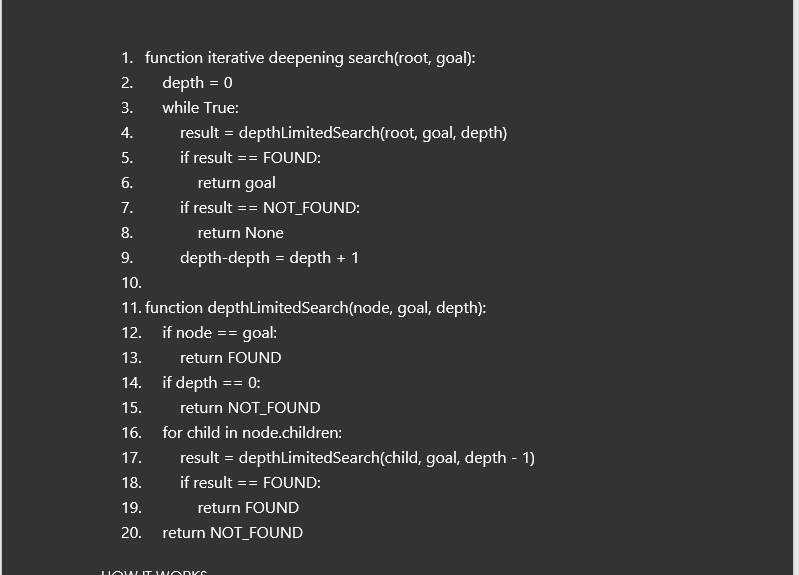 1. function iterative deepening search(root, goal):
2. depth = 0
3. while True:
4. result = depthLimitedSearch(root, goal, depth)
5. if result == FOUND:
6. return goal
7. if result == NOT_FOUND:
8. return None
9. depth-depth = depth + 1
10.
11. function depthLimitedSearch(node, goal, depth):
12. if node == goal:
13. return FOUND
14. if depth == 0:
15. return NOT_FOUND
16. for child in node.children:
17. result = depthLimitedSearch(child, goal, depth - 1)
18. if result == FOUND:
19. return FOUND
20. return NOT_FOUND
HOW IT WORKS